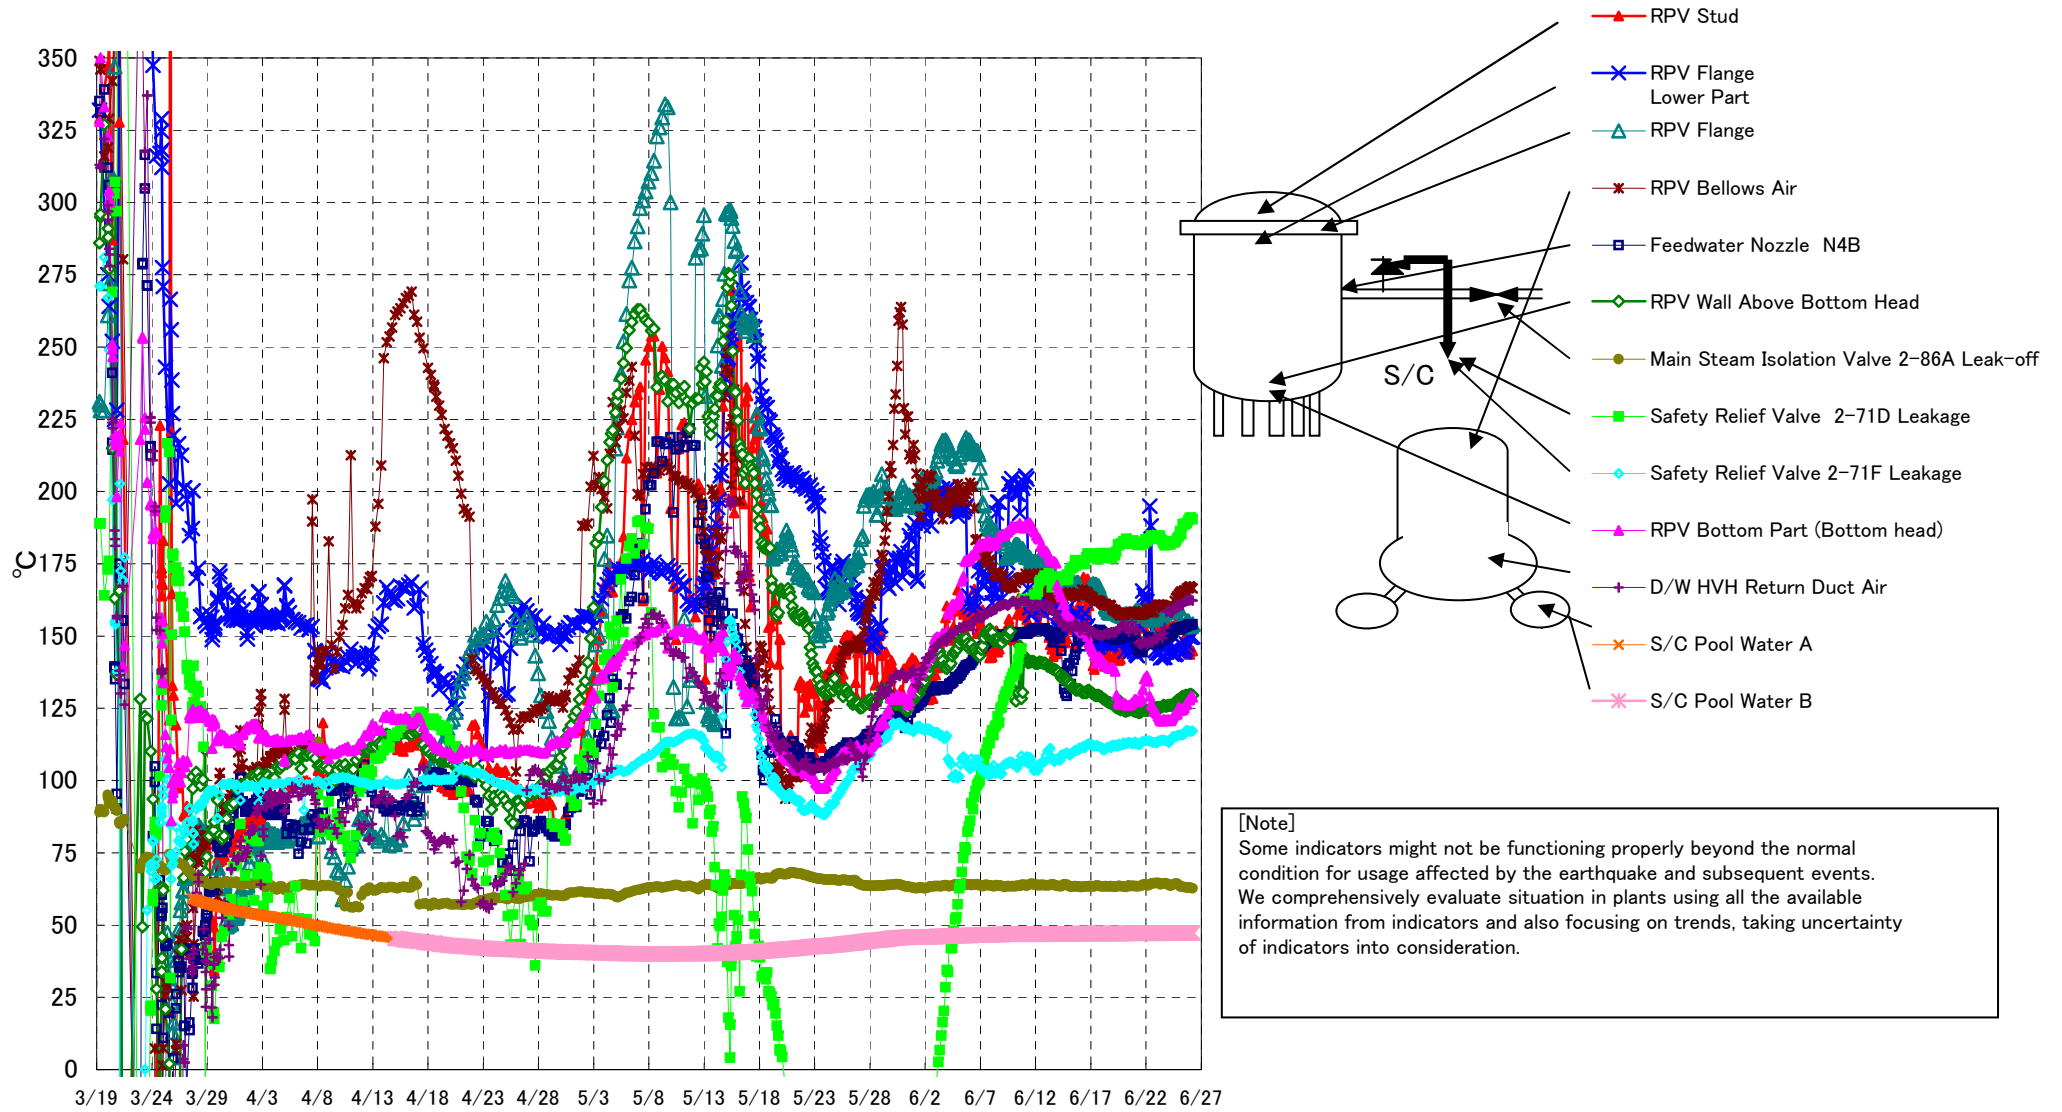 350
325
300
275
250
225
200
175
150
125
100
75
50
25
0
℃
3/19 3/24 3/29 4/3 4/8 4/13 4/18 4/23 4/28 5/3 5/8 5/13 5/18 5/23 5/28 6/2 6/7 6/12 6/17 6/22 6/27
RPV Stud
RPV Flange
Lower Part
RPV Flange
RPV Bellows Air
Feedwater Nozzle N4B
RPV Wall Above Bottom Head
Main Steam Isolation Valve 2-86A Leak-off
Safety Relief Valve 2-71D Leakage
Safety Relief Valve 2-71F Leakage
RPV Bottom Part (Bottom head)
D/W HVH Return Duct Air
S/C Pool Water A
S/C Pool Water B
S/C
[Note]
Some indicators might not be functioning properly beyond the normal
condition for usage affected by the earthquake and subsequent events.
We comprehensively evaluate situation in plants using all the available
information from indicators and also focusing on trends, taking uncertainty
of indicators into consideration.